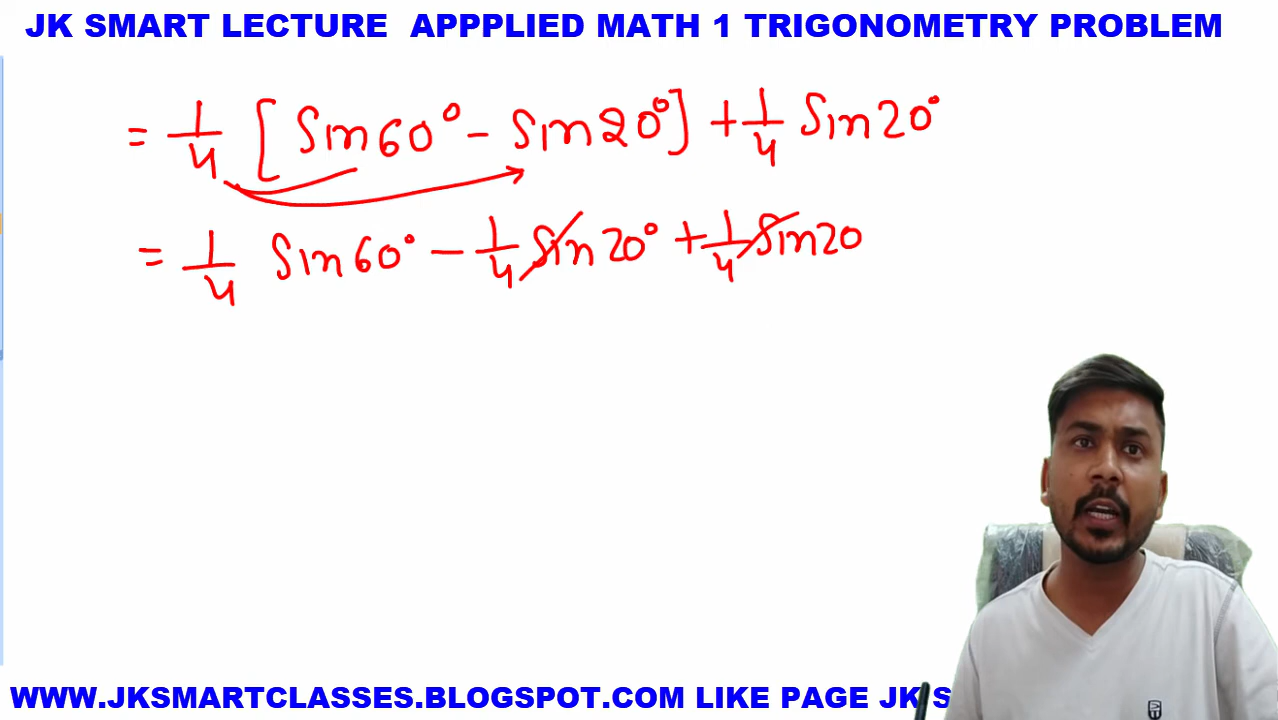 JK SMART LECTURE APPPLIED MATH 1 TRIGONOMETRY PROBLEM
= 1/4 [Sin60° - Sin20°] + 1/4 Sin20°
= 1/4 Sin60° - 1/4 Sin20° + 1/4 Sin20
WWW.JKSMARTCLASSES.BLOGSPOT.COM LIKE PAGE JK S